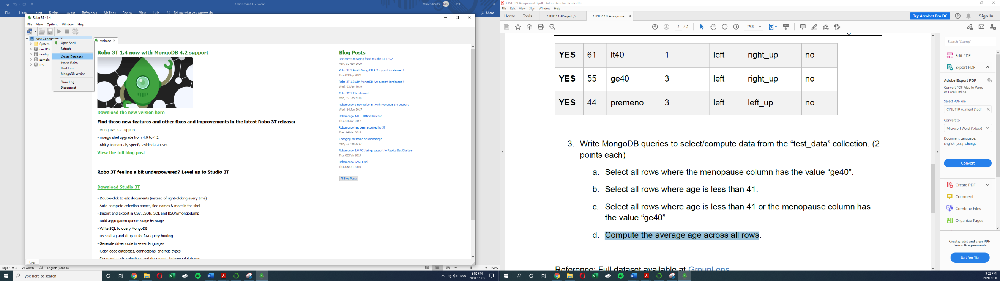 Assignment 3 - Word
Marco Muto
MM
File Home Insert Design Layout References Mailings Review View Help Tell me what you want to do
Share
Robo 3T - 1.4
File View Options Window Help
New Connection (5)
System
cind119
config
sample
test
Open Shell
Refresh
Create Database
Server Status
Host Info
MongoDB Version
Show Log
Disconnect
Welcome
Robo 3T 1.4 now with MongoDB 4.2 support
Download the new version here
Find these new features and other fixes and improvements in the latest Robo 3T release:
- MongoDB 4.2 support
- mongo shell upgrade from 4.0 to 4.2
- Ability to manually specify visible databases
View the full blog post
Robo 3T feeling a bit underpowered? Level up to Studio 3T
Download Studio 3T
- Double-click to edit documents (instead of right-clicking every time)
- Auto-complete collection names, field names & more in the shell
- Import and export in CSV, JSON, SQL and BSON/mongodump
- Build aggregation queries stage by stage
- Write SQL to query MongoDB
- Use a drag-and-drop UI for fast query building
- Generate driver code in seven languages
- Color-code databases, connections, and field types
- Copy and paste collections and documents between databases
Blog Posts
DocumentDB paging fixed in Robo 3T 1.4.2
Mon, 02 Nov 2020
Robo 3T 1.4 with MongoDB 4.2 support is released !
Thu, 03 Sep 2020
Robo 3T 1.3 with MongoDB 4.0 support is released !
Wed, 03 Apr 2019
Robo 3T 1.2 is released
Mon, 19 Feb 2018
Robomongo is now Robo 3T, with MongoDB 3.4 support
Wed, 14 Jun 2017
Robomongo 1.0 — Official Release
Thu, 20 Apr 2017
Robomongo has been acquired by 3T
Tue, 14 Mar 2017
Changing the name of Robomongo
Mon, 13 Feb 2017
Robomongo 1.0 RC1 brings support to Replica Set Clusters
Thu, 02 Feb 2017
Robomongo 0.9.0 Final
Thu, 06 Oct 2016
All Blog Posts
Logs
Page 1 of 3 91 words English (Canada)
100%
Type here to search
ENG
9:02 PM
2020-12-03
CIND119 Assignment 3.pdf - Adobe Acrobat Reader DC
File Edit View Sign Window Help
Home Tools CIND119Project_2... CIND119 Assignme... ×
Try Acrobat Pro DC
Sign In
2 / 2
175%
YES 61 lt40 1 left right_up no
YES 55 ge40 3 left right_up no
YES 44 premeno 3 left left_up no
3. Write MongoDB queries to select/compute data from the “test_data” collection. (2
points each)
a. Select all rows where the menopause column has the value “ge40”.
b. Select all rows where age is less than 41.
c. Select all rows where age is less than 41 or the menopause column has
the value “ge40”.
d. Compute the average age across all rows.
Reference: Full dataset available at GroupLens
Search 'Stamp'
Edit PDF
Export PDF
Adobe Export PDF
Convert PDF Files to Word
or Excel Online
Select PDF File
CIND119 A...ment 3.pdf
Convert to
Microsoft Word (*.docx)
Document Language:
English (U.S.) Change
Convert
Create PDF
Comment
Combine Files
Organize Pages
Create, edit and sign PDF
forms & agreements
Start Free Trial
9:02 PM
2020-12-03